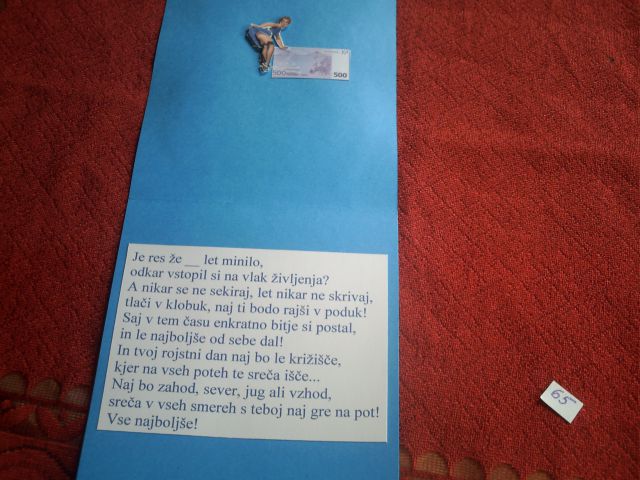 500
500
Je res že __ let minilo,
odkar vstopil si na vlak življenja?
A nikar se ne sekiraj, let nikar ne skrivaj,
tlači v klobuk, naj ti bodo rajši v poduk!
Saj v tem času enkratno bitje si postal,
in le najboljše od sebe dal!
In tvoj rojstni dan naj bo le križišče,
kjer na vseh poteh te sreča išče...
Naj bo zahod, sever, jug ali vzhod,
sreča v vseh smereh s teboj naj gre na pot!
Vse najboljše!
65